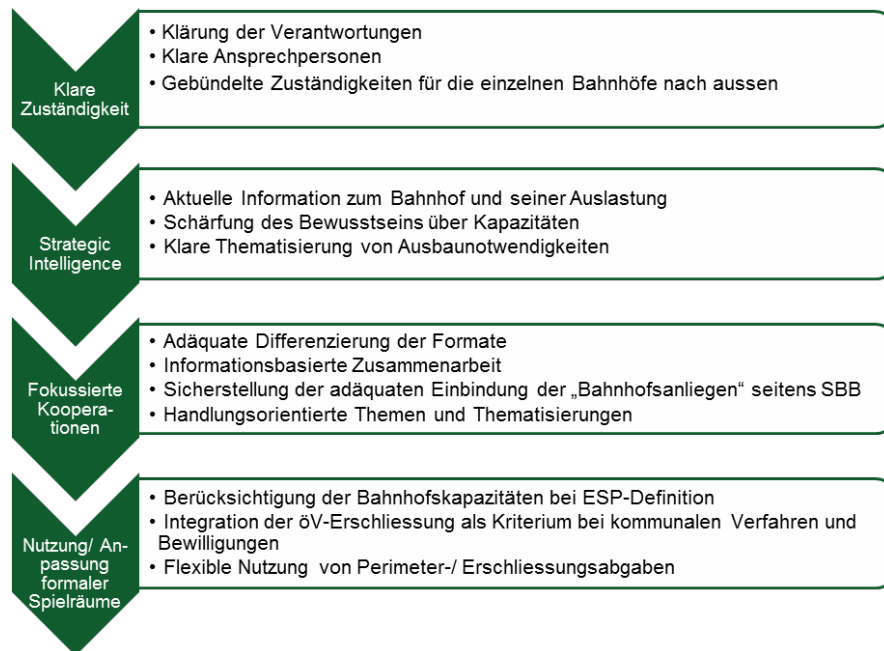 Klare
Zuständigkeit
• Klärung der Verantwortungen
• Klare Ansprechpersonen
• Gebündelte Zuständigkeiten für die einzelnen Bahnhöfe nach aussen
Strategic
Intelligence
• Aktuelle Information zum Bahnhof und seiner Auslastung
• Schärfung des Bewusstseins über Kapazitäten
• Klare Thematisierung von Ausbaunotwendigkeiten
Fokussierte
Koopera-
tionen
• Adäquate Differenzierung der Formate
• Informationsbasierte Zusammenarbeit
• Sicherstellung der adäquaten Einbindung der „Bahnhofsanliegen“ seitens SBB
• Handlungsorientierte Themen und Thematisierungen
Nutzung/ An-
passung
formaler
Spielräume
• Berücksichtigung der Bahnhofskapazitäten bei ESP-Definition
• Integration der öV-Erschliessung als Kriterium bei kommunalen Verfahren und
Bewilligungen
• Flexible Nutzung von Perimeter-/ Erschliessungsabgaben